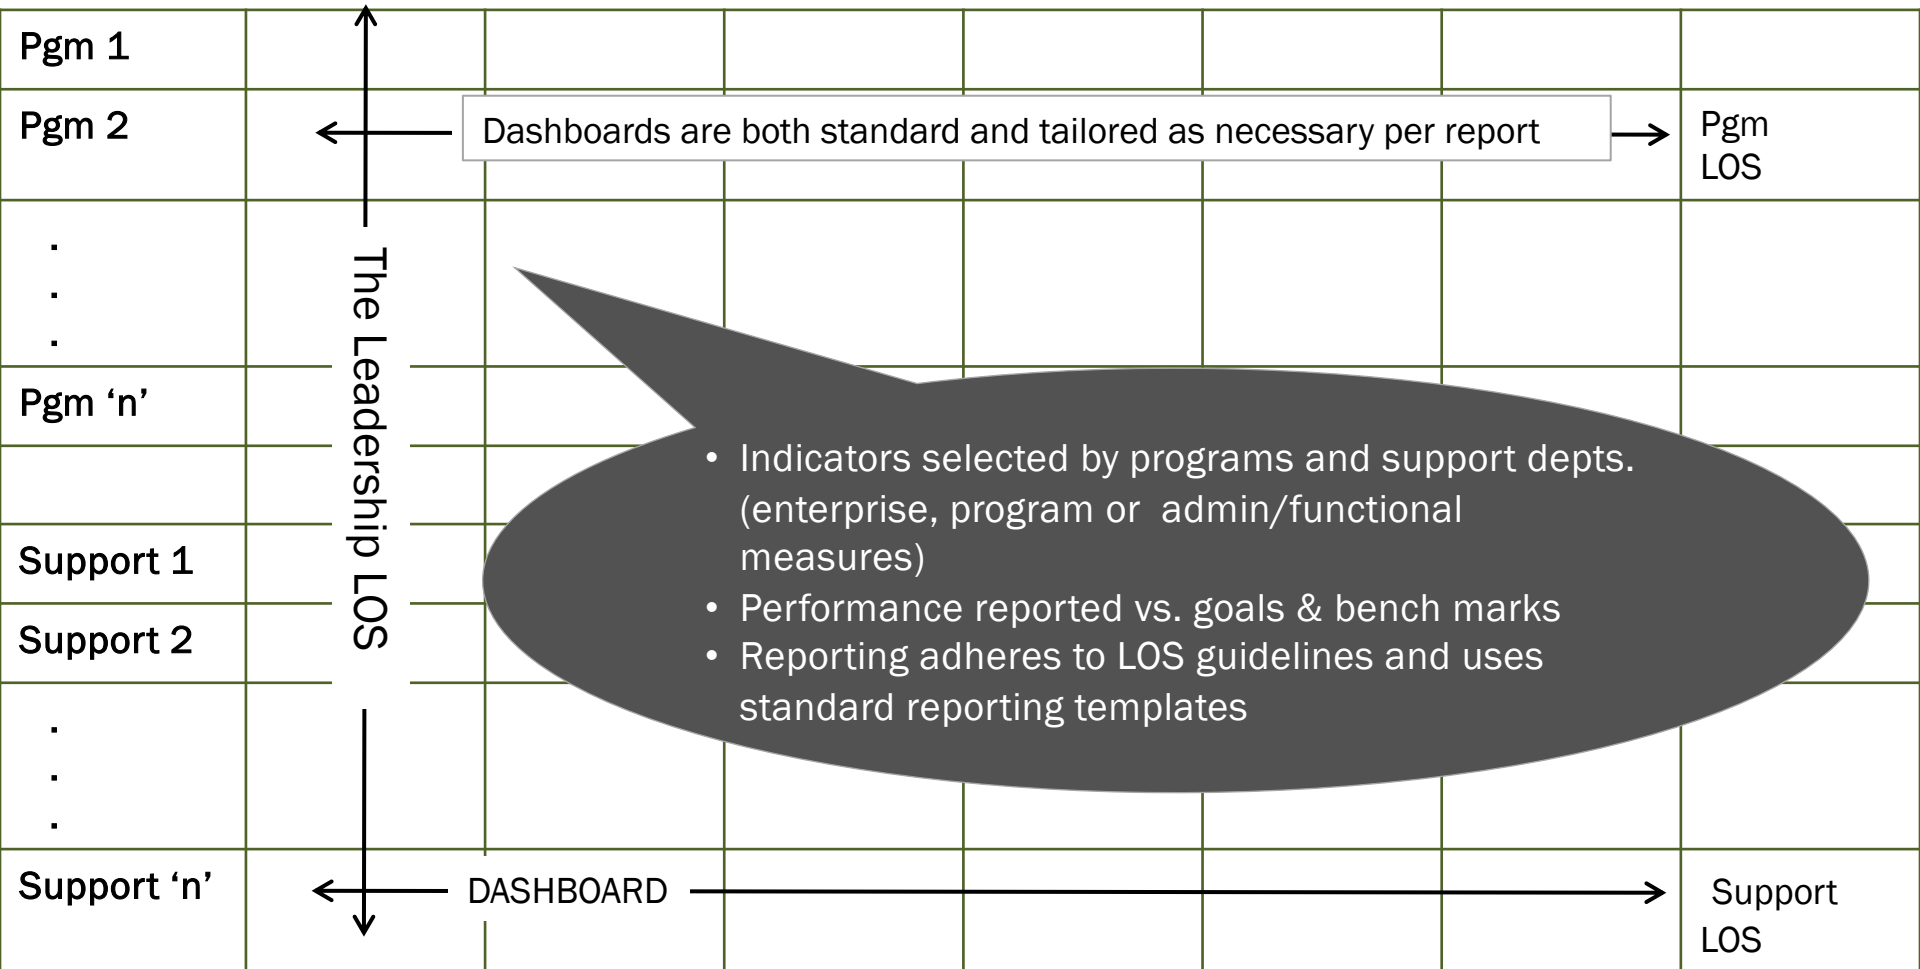 Pgm 1
Pgm 2
Dashboards are both standard and tailored as necessary per report
Pgm
LOS
.
.
.
The Leadership LOS
Pgm ‘n’
• Indicators selected by programs and support depts.
(enterprise, program or admin/functional
measures)
• Performance reported vs. goals & bench marks
• Reporting adheres to LOS guidelines and uses
standard reporting templates
Support 1
Support 2
.
.
.
Support ‘n’
DASHBOARD
Support
LOS